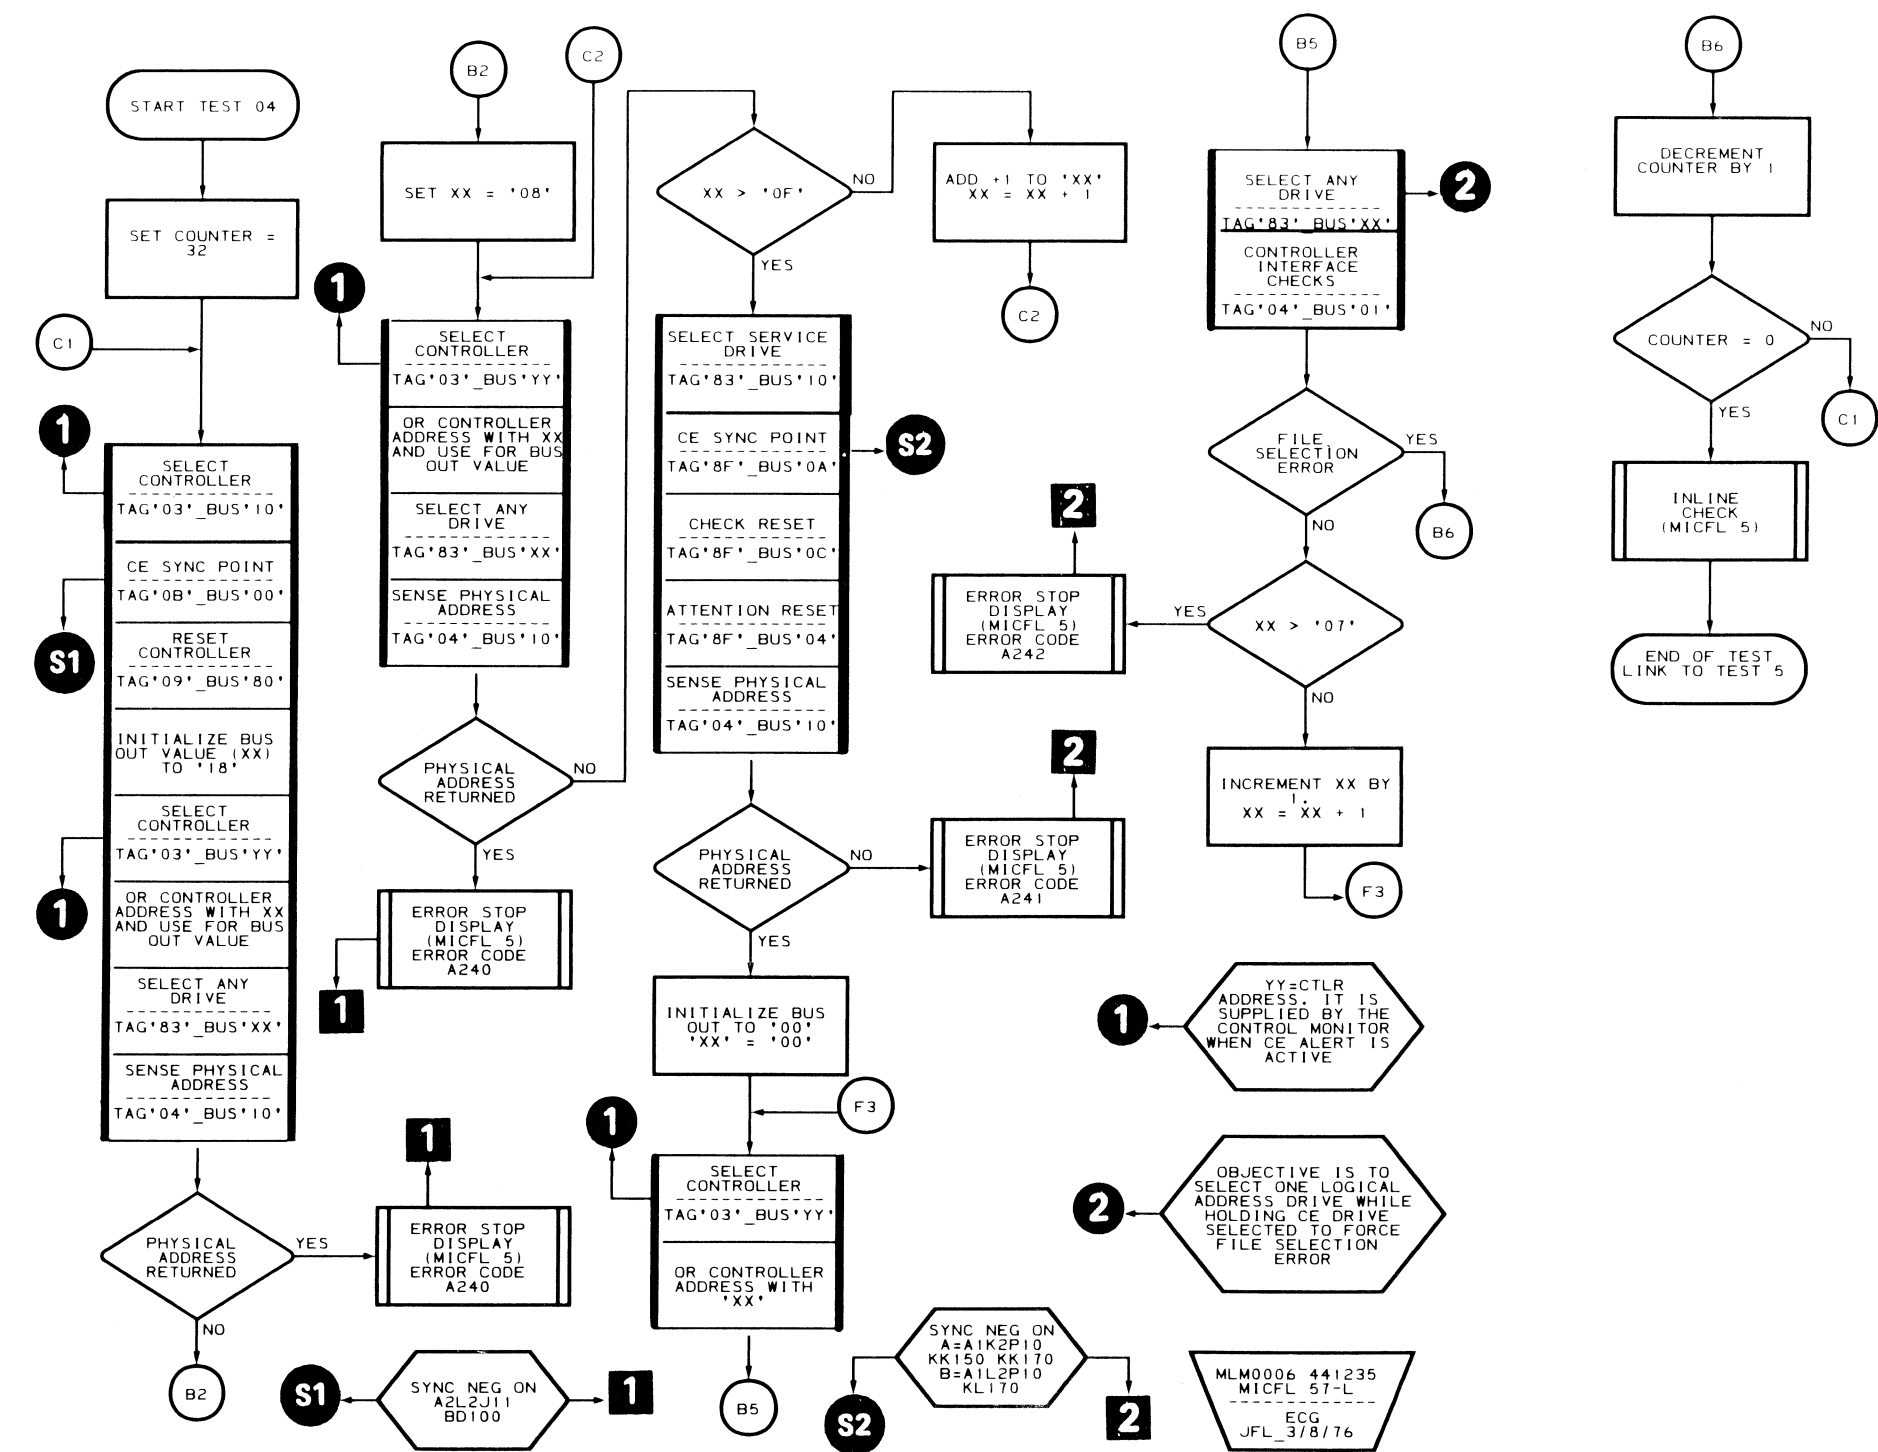 START TEST 04
SET COUNTER =
32
C1
1
SELECT
CONTROLLER
TAG'03'_BUS'10'
CE SYNC POINT
TAG'0B'_BUS'00'
S1
RESET
CONTROLLER
TAG'09'_BUS'80'
INITIALIZE BUS
OUT VALUE (XX)
TO '18'
SELECT
CONTROLLER
TAG'03'_BUS'YY'
1
OR CONTROLLER
ADDRESS WITH XX
AND USE FOR BUS
OUT VALUE
SELECT ANY
DRIVE
TAG'83'_BUS'XX'
SENSE PHYSICAL
ADDRESS
TAG'04'_BUS'10'
PHYSICAL
ADDRESS
RETURNED
YES
NO
B2
1
ERROR STOP
DISPLAY
(MICFL 5)
ERROR CODE
A240
S1
SYNC NEG ON
A2L2J11
BD100
1
B2
C2
SET XX = '08'
1
SELECT
CONTROLLER
TAG'03'_BUS'YY'
OR CONTROLLER
ADDRESS WITH XX
AND USE FOR BUS
OUT VALUE
SELECT ANY
DRIVE
TAG'83'_BUS'XX'
SENSE PHYSICAL
ADDRESS
TAG'04'_BUS'10'
PHYSICAL
ADDRESS
RETURNED
NO
YES
ERROR STOP
DISPLAY
(MICFL 5)
ERROR CODE
A240
1
XX > '0F'
NO
YES
ADD +1 TO 'XX'
XX = XX + 1
C2
SELECT SERVICE
DRIVE
TAG'83'_BUS'10'
CE SYNC POINT
TAG'8F'_BUS'0A'
S2
CHECK RESET
TAG'8F'_BUS'0C'
ATTENTION RESET
TAG'8F'_BUS'04'
SENSE PHYSICAL
ADDRESS
TAG'04'_BUS'10'
PHYSICAL
ADDRESS
RETURNED
NO
YES
2
ERROR STOP
DISPLAY
(MICFL 5)
ERROR CODE
A241
INITIALIZE BUS
OUT TO '00'
'XX' = '00'
F3
1
SELECT
CONTROLLER
TAG'03'_BUS'YY'
OR CONTROLLER
ADDRESS WITH
'XX'
B5
SYNC NEG ON
A=A1K2P10
KK150 KK170
B=A1L2P10
KL170
S2
2
B5
SELECT ANY
DRIVE
TAG'83'_BUS'XX'
2
CONTROLLER
INTERFACE
CHECKS
TAG'04'_BUS'01'
FILE
SELECTION
ERROR
YES
B6
NO
2
ERROR STOP
DISPLAY
(MICFL 5)
ERROR CODE
A242
YES
XX > '07'
NO
INCREMENT XX BY
1.
XX = XX + 1
F3
1
YY=CTLR
ADDRESS. IT IS
SUPPLIED BY THE
CONTROL MONITOR
WHEN CE ALERT IS
ACTIVE
2
OBJECTIVE IS TO
SELECT ONE LOGICAL
ADDRESS DRIVE WHILE
HOLDING CE DRIVE
SELECTED TO FORCE
FILE SELECTION
ERROR
MLM0006 441235
MICFL 57-L
ECG
JFL_3/8/76
B6
DECREMENT
COUNTER BY 1
COUNTER = 0
NO
C1
YES
INLINE
CHECK
(MICFL 5)
END OF TEST
LINK TO TEST 5